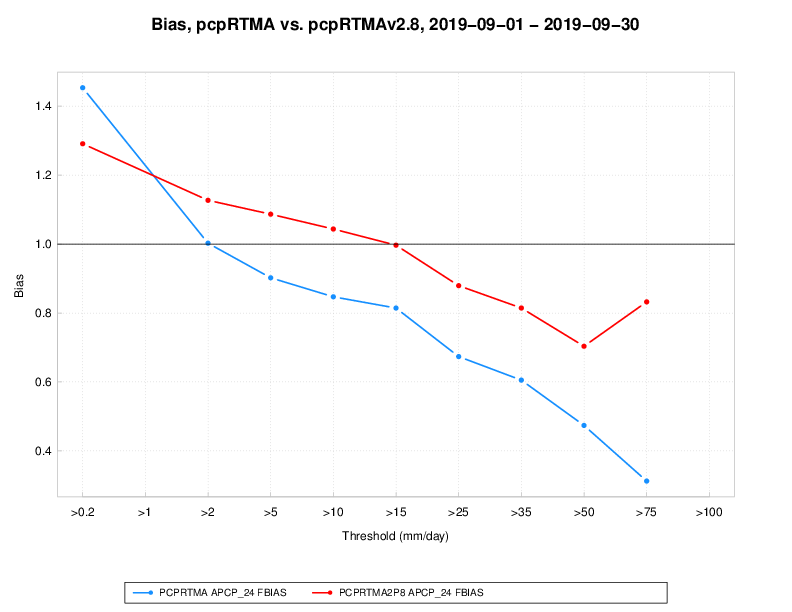 Bias, pcpRTMA vs. pcpRTMAv2.8, 2019−09−01 − 2019−09−30
1.4
1.2
1.0
0.8
0.6
0.4
Bias
>0.2 >1 >2 >5 >10 >15 >25 >35 >50 >75 >100
Threshold (mm/day)
PCPRTMA APCP_24 FBIAS PCPRTMA2P8 APCP_24 FBIAS